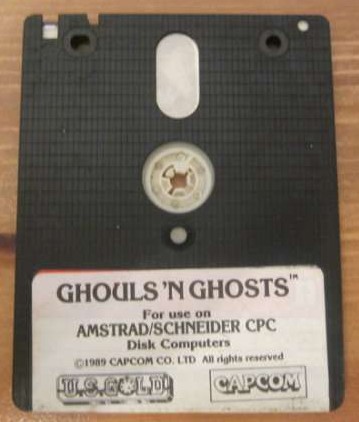 GHOULS 'N GHOSTS™
For use on
AMSTRAD/SCHNEIDER CPC
Disk Computers
©1989 CAPCOM CO. LTD All rights reserved
U.S. GOLD! CAPCOM